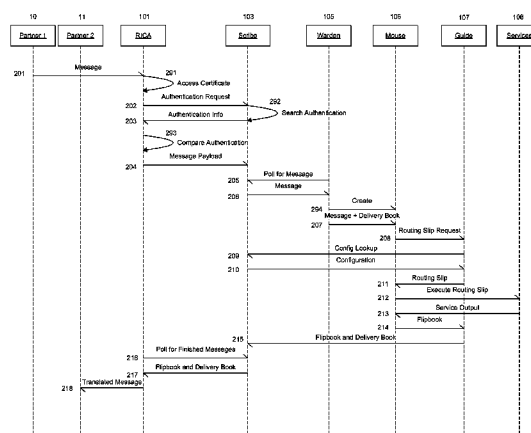 10 11 101 103 105 106 107 108
Partner 1 Partner 2 RICA Scribe Warden Mouse Guide Services
Message
201
291
Access Certificate
Authentication Request
202
292
Search Authentication
Authentication Info
203
293
Compare Authentication
Message Payload
204
Poll for Message
205
Message
206
Create
294
Message + Delivery Book
207
Routing Slip Request
208
Config Lookup
209
Configuration
210
Routing Slip
211
Execute Routing Slip
212
Service Output
213
Flipbook
214
Flipbook and Delivery Book
215
Poll for Finished Messages
216
Flipbook and Delivery Book
217
Translated Message
218